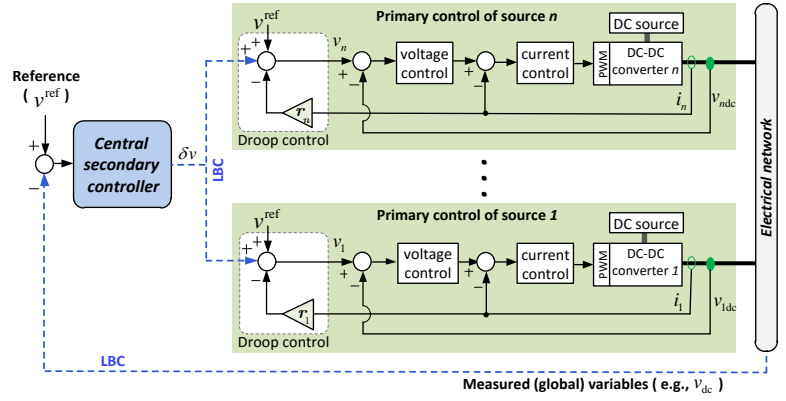 Primary control of source n
v^ref
v_n
+
+
−
+
−
voltage
control
+
−
current
control
PWM
DC source
DC-DC
converter n
i_n
v_ndc
r_n
Droop control
Reference
( v^ref )
+
−
Central
secondary
controller
δv
LBC
Electrical network
Primary control of source 1
v^ref
v_1
+
+
−
+
−
voltage
control
+
−
current
control
PWM
DC source
DC-DC
converter 1
i_1
v_1dc
r_1
Droop control
LBC
Measured (global) variables ( e.g., v_dc )